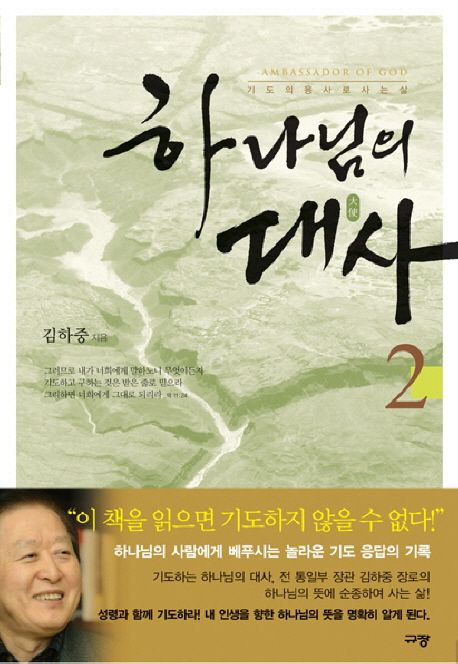 AMBASSADOR OF GOD
기도의 용사로 사는 삶
하나님의
대사
大使
김하중 지음
2
그러므로 내가 너희에게 말하노니 무엇이든지
기도하고 구하는 것은 받은 줄로 믿으라
그리하면 너희에게 그대로 되리라 막 11:24
“이 책을 읽으면 기도하지 않을 수 없다!”
하나님의 사람에게 베푸시는 놀라운 기도 응답의 기록
기도하는 하나님의 대사, 전 통일부 장관 김하중 장로의
하나님의 뜻에 순종하여 사는 삶!
성령과 함께 기도하라! 내 인생을 향한 하나님의 뜻을 명확히 알게 된다.
규장